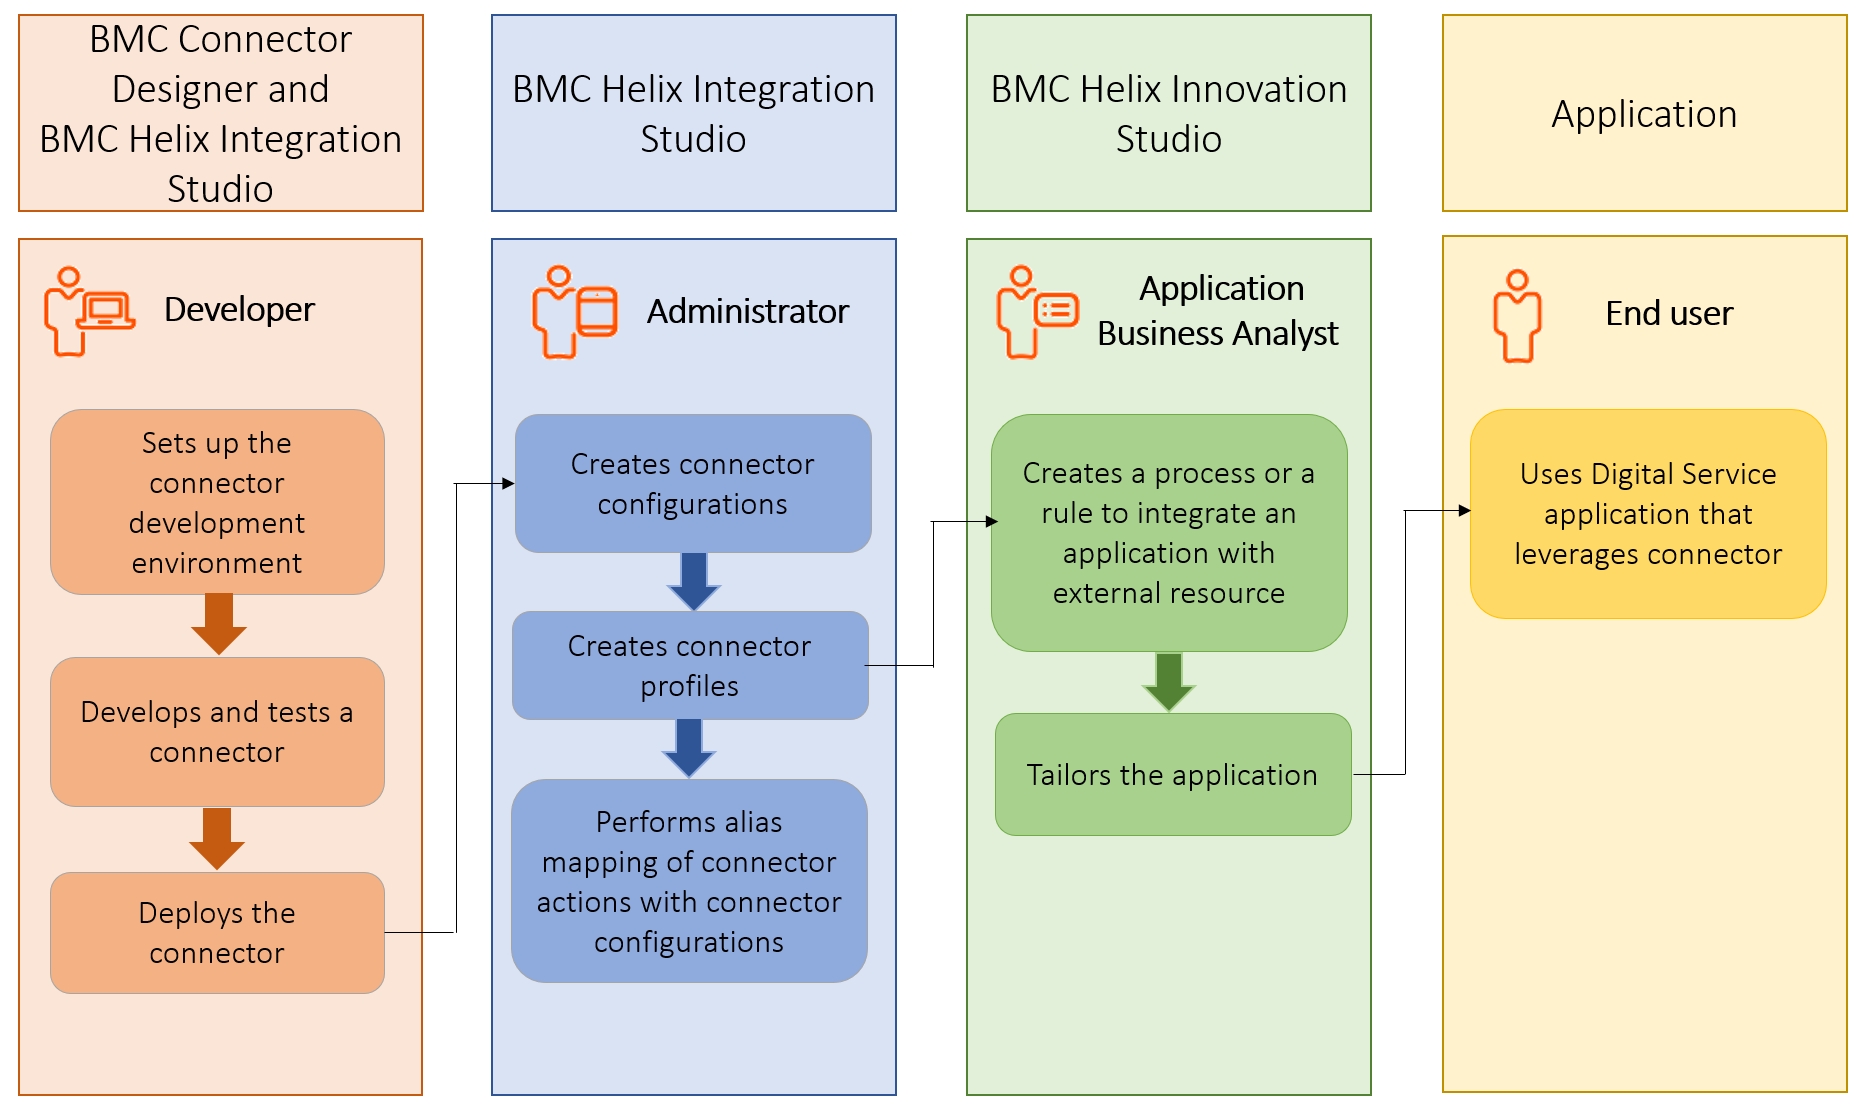 BMC Connector
Designer and
BMC Helix Integration
Studio
BMC Helix Integration
Studio
BMC Helix Innovation
Studio
Application
Developer
Sets up the
connector
development
environment
Develops and tests a
connector
Deploys the
connector
Administrator
Creates connector
configurations
Creates connector
profiles
Performs alias
mapping of connector
actions with connector
configurations
Application
Business Analyst
Creates a process or a
rule to integrate an
application with
external resource
Tailors the application
End user
Uses Digital Service
application that
leverages connector